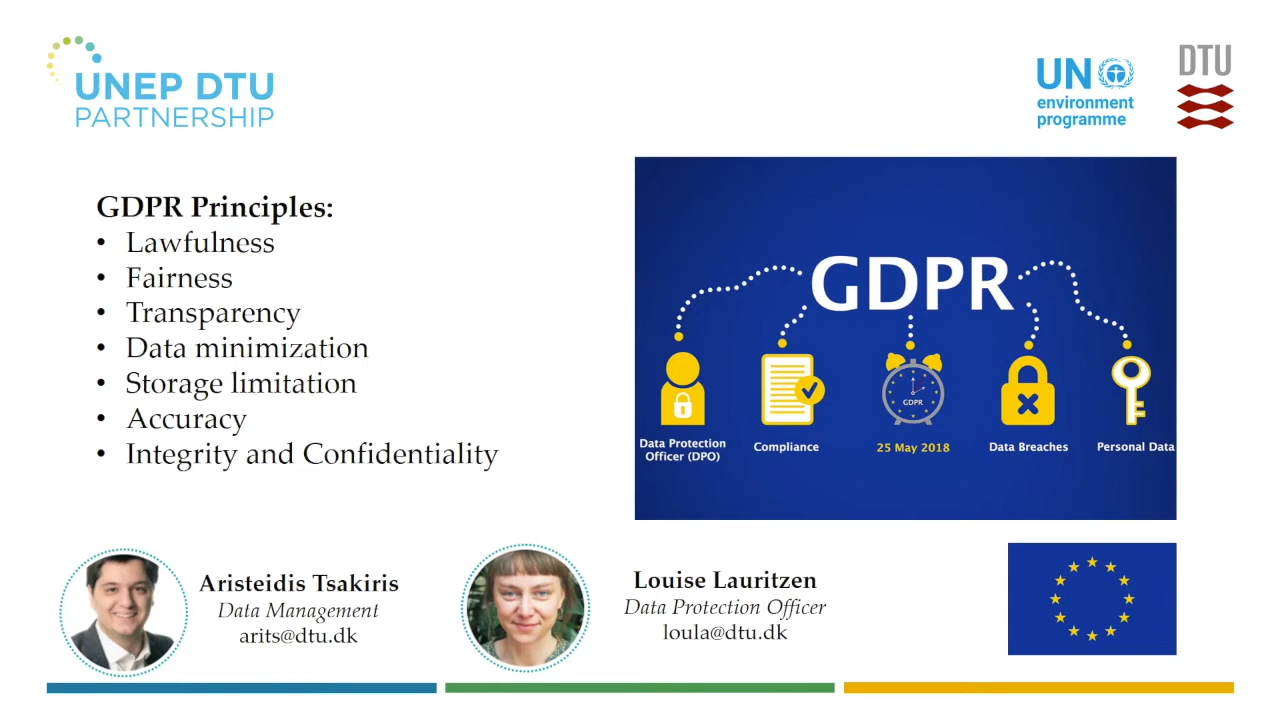 UNEP DTU
PARTNERSHIP
UN
environment
programme
DTU
GDPR Principles:
• Lawfulness
• Fairness
• Transparency
• Data minimization
• Storage limitation
• Accuracy
• Integrity and Confidentiality
GDPR
GDPR
Data Protection
Officer (DPO)
Compliance
25 May 2018
Data Breaches
Personal Data
Aristeidis Tsakiris
Data Management
arits@dtu.dk
Louise Lauritzen
Data Protection Officer
loula@dtu.dk